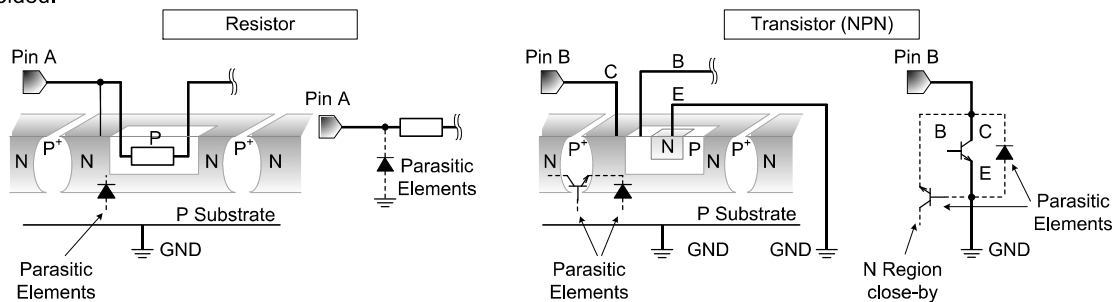 Resistor
Transistor (NPN)
Pin A
Pin A
N
P+
N
P
N
P+
N
Parasitic
Elements
P Substrate
GND
Parasitic
Elements
Pin B
C
B
E
N
P+
N
N
P
N
P+
N
P Substrate
GND
GND
Parasitic
Elements
Pin B
B
C
E
Parasitic
Elements
GND
N Region
close-by